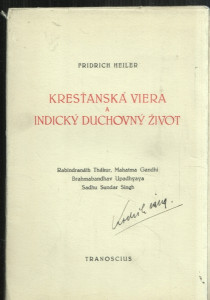 FRIDRICH HEILER
KRESŤANSKÁ VIERA
A
INDICKÝ DUCHOVNÝ ŽIVOT
Rabindranáth Thákur, Mahatma Gandhi
Brahmabandhav Upadhyaya
Sadhu Sundar Singh
TRANOSCIUS